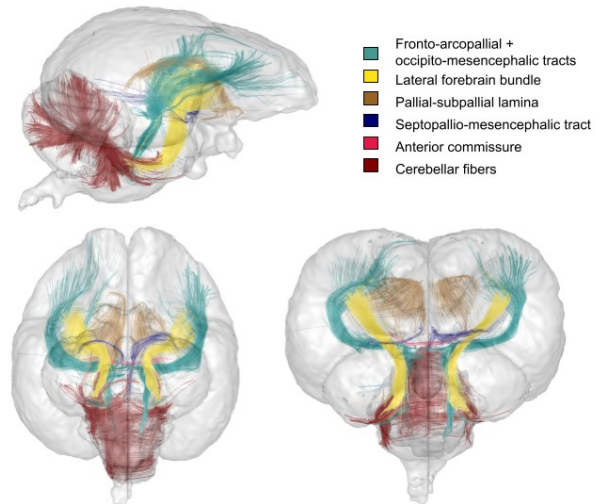 Fronto-arcopallial +
occipito-mesencephalic tracts
Lateral forebrain bundle
Pallial-subpallial lamina
Septopallio-mesencephalic tract
Anterior commissure
Cerebellar fibers